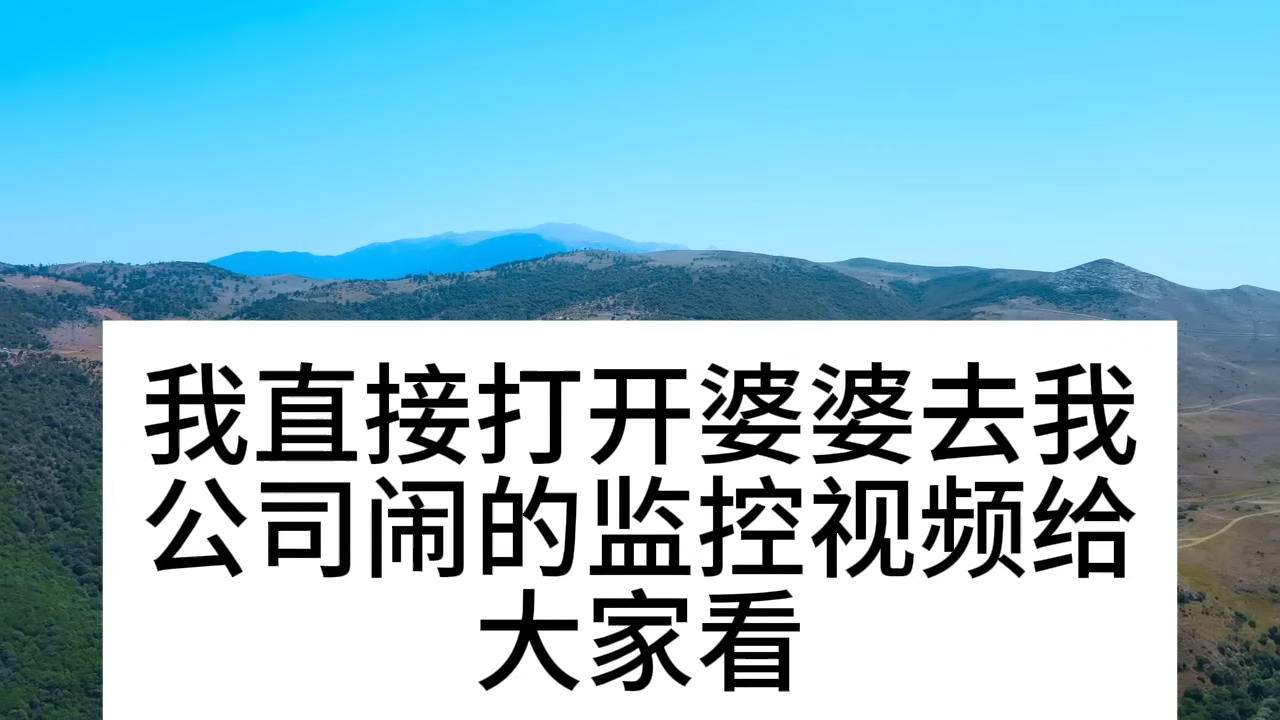 我直接打开婆婆去我
公司闹的监控视频给
大家看